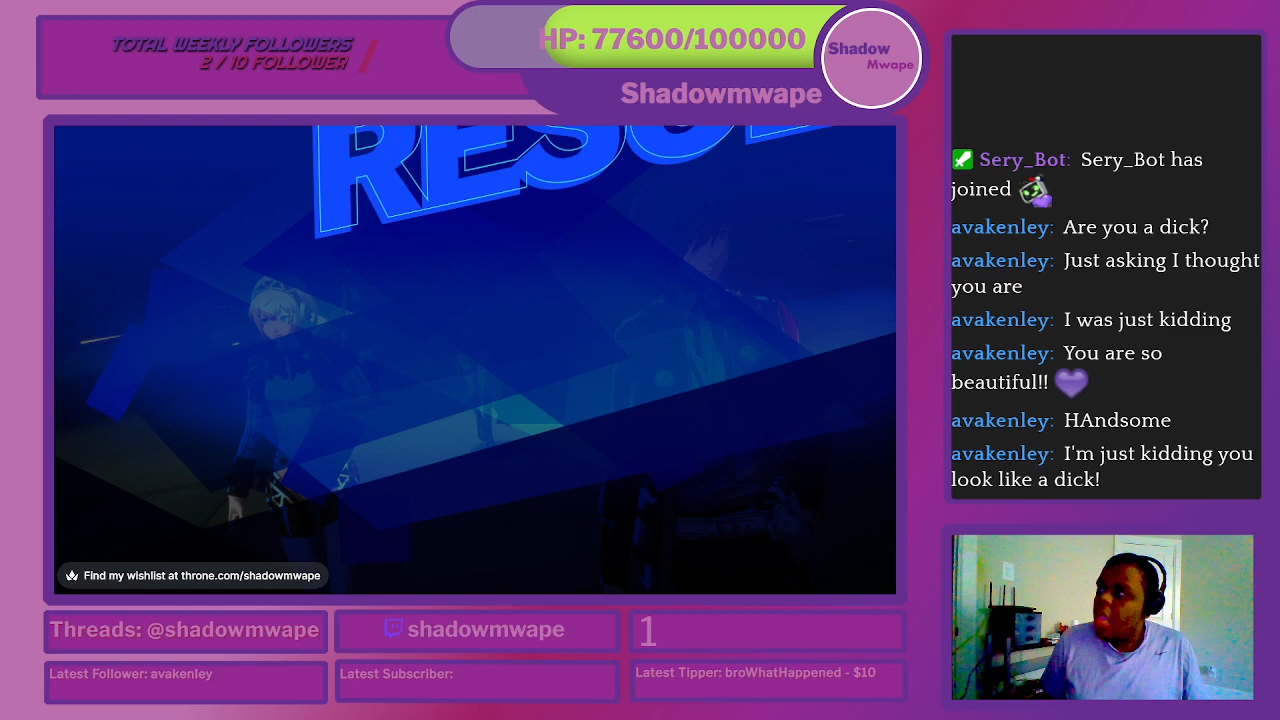 TOTAL WEEKLY FOLLOWERS
2 / 10 FOLLOWER
HP: 77600/100000
Shadow
Mwape
Shadowmwape
Find my wishlist at throne.com/shadowmwape
Sery_Bot: Sery_Bot has
joined
avakenley: Are you a dick?
avakenley: Just asking I thought
you are
avakenley: I was just kidding
avakenley: You are so
beautiful!!
avakenley: HAndsome
avakenley: I'm just kidding you
look like a dick!
Threads: @shadowmwape
shadowmwape
1
Latest Follower: avakenley
Latest Subscriber:
Latest Tipper: broWhatHappened - $10